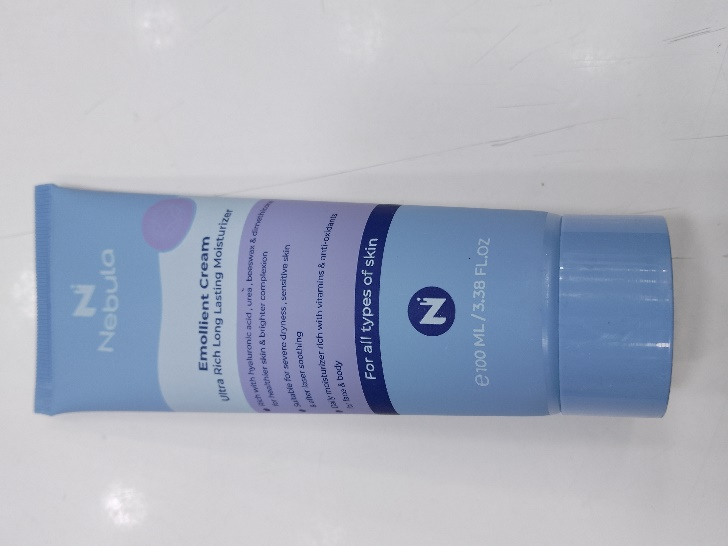 Nebula
Emollient Cream
Ultra Rich Long Lasting Moisturizer
rich with hyaluronic acid, urea, beeswax & dimethicone
for healthier skin & brighter complexion
suitable for severe dryness, sensitive skin
& after laser soothing
daily moisturizer rich with vitamins & anti-oxidants
for face & body
For all types of skin
N
e100 ML / 3.38 FL.OZ